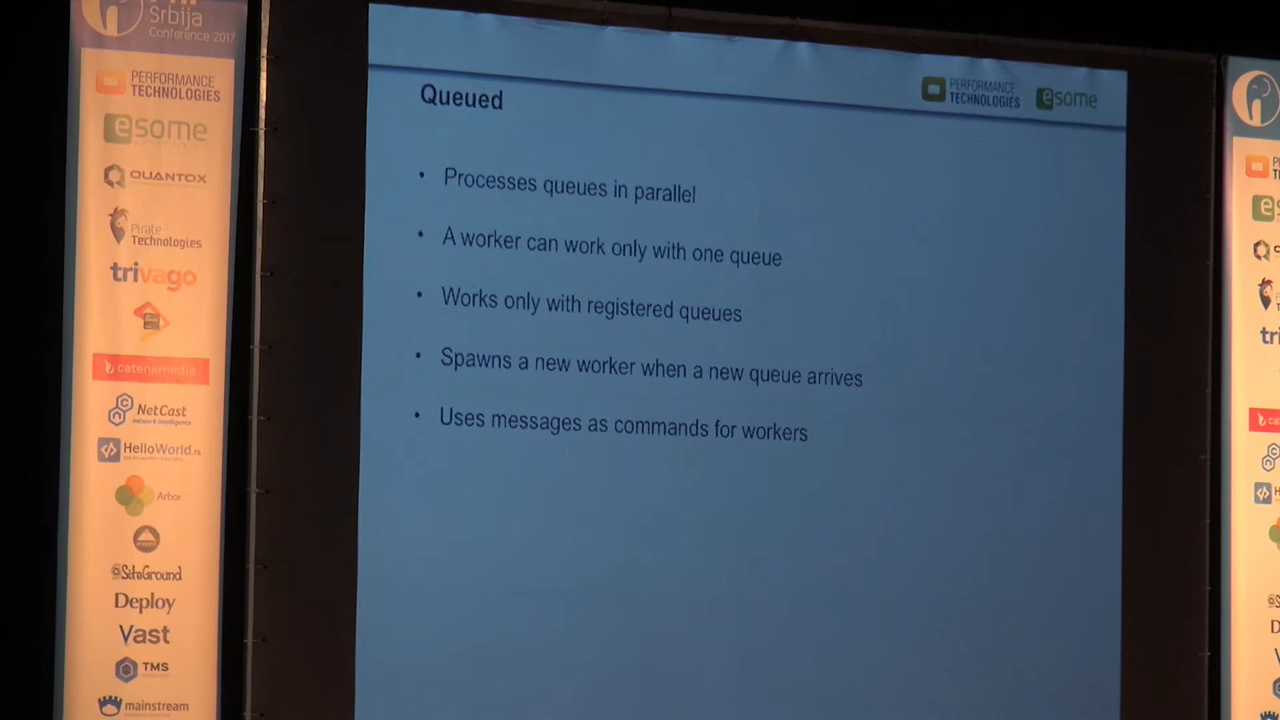 Srbija
Conference 2017
PERFORMANCE
TECHNOLOGIES
esome
QUANTOX
Pirate
Technologies
trivago
catenamedia
NetCast
network intelligence
HelloWorld.rs
Arbor
SiteGround
Deploy
Vast
TMS
mainstream
Queued
PERFORMANCE
TECHNOLOGIES
esome
• Processes queues in parallel
• A worker can work only with one queue
• Works only with registered queues
• Spawns a new worker when a new queue arrives
• Uses messages as commands for workers